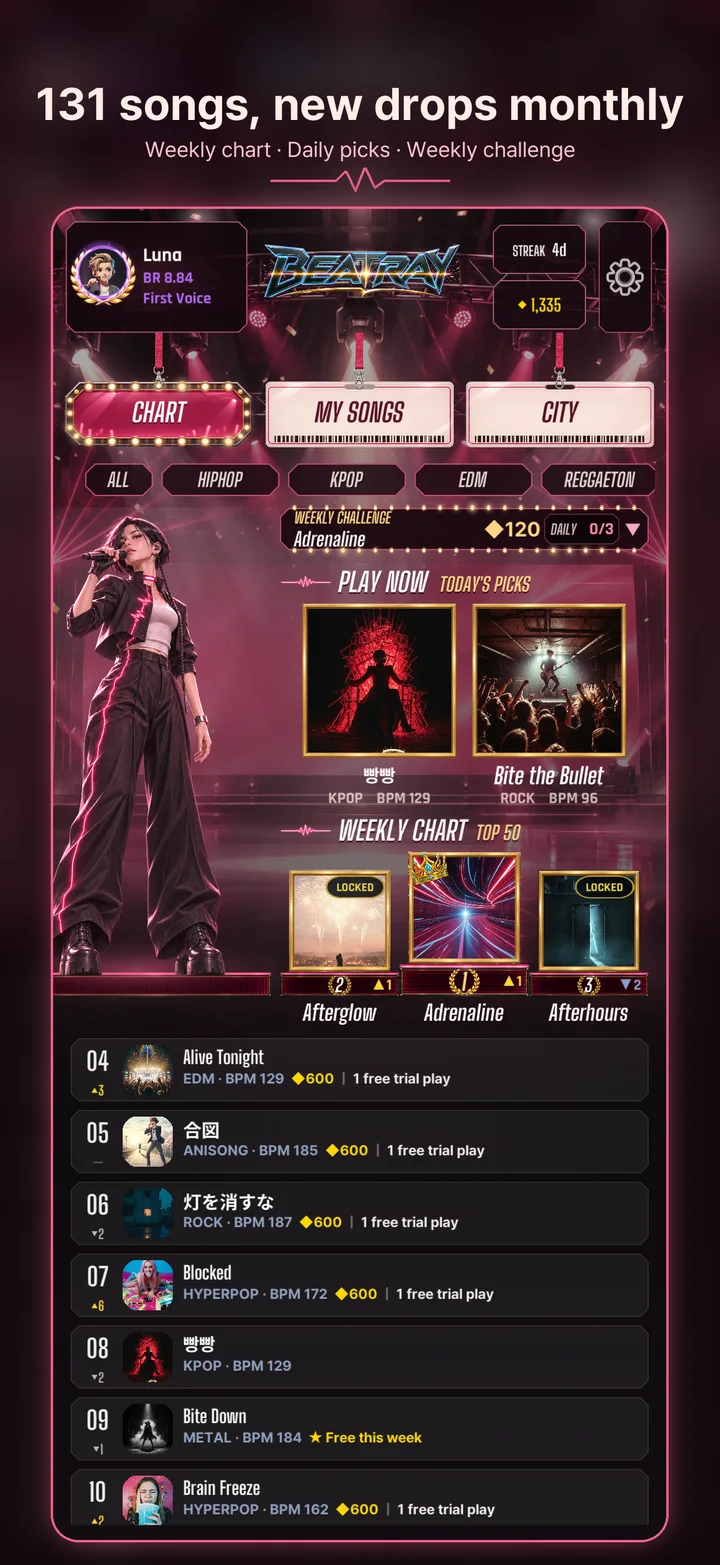 131 songs, new drops monthly
Weekly chart · Daily picks · Weekly challenge
Luna
BR 8.84
First Voice
BEATRAY
STREAK 4d
◆ 1,335
CHART
MY SONGS
CITY
ALL
HIPHOP
KPOP
EDM
REGGAETON
WEEKLY CHALLENGE
Adrenaline
◆120
DAILY 0/3 ▼
PLAY NOW TODAY'S PICKS
빵빵
KPOP BPM 129
Bite the Bullet
ROCK BPM 96
WEEKLY CHART TOP 50
LOCKED
2 ▲1
Afterglow
1 ▲1
Adrenaline
LOCKED
3 ▼2
Afterhours
04
▲3
Alive Tonight
EDM · BPM 129 ◆600 | 1 free trial play
05
—
合図
ANISONG · BPM 185 ◆600 | 1 free trial play
06
▼2
灯を消すな
ROCK · BPM 187 ◆600 | 1 free trial play
07
▲6
Blocked
HYPERPOP · BPM 172 ◆600 | 1 free trial play
08
▼2
빵빵
KPOP · BPM 129
09
▼1
Bite Down
METAL · BPM 184 ★ Free this week
10
▲2
Brain Freeze
HYPERPOP · BPM 162 ◆600 | 1 free trial play